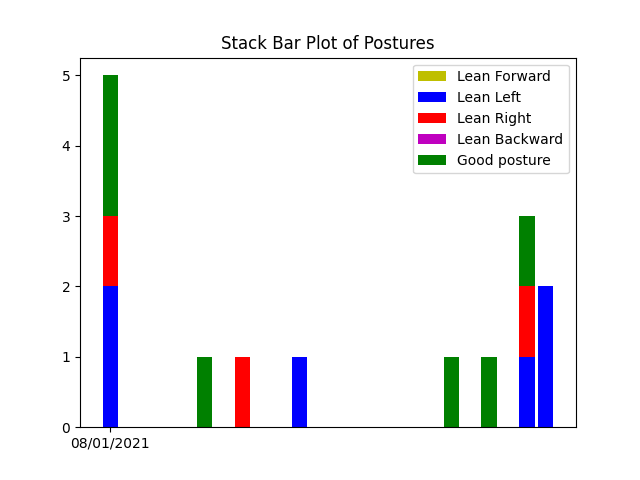 Stack Bar Plot of Postures
5
4
3
2
1
0
08/01/2021
Lean Forward
Lean Left
Lean Right
Lean Backward
Good posture